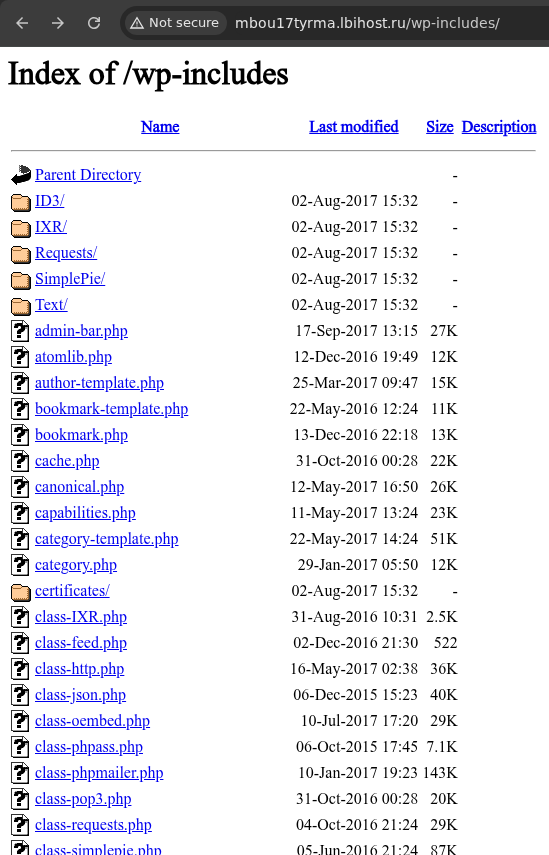 Not secure mbou17tyrma.lbihost.ru/wp-includes/
Index of /wp-includes
Name Last modified Size Description
Parent Directory -
ID3/ 02-Aug-2017 15:32 -
IXR/ 02-Aug-2017 15:32 -
Requests/ 02-Aug-2017 15:32 -
SimplePie/ 02-Aug-2017 15:32 -
Text/ 02-Aug-2017 15:32 -
admin-bar.php 17-Sep-2017 13:15 27K
atomlib.php 12-Dec-2016 19:49 12K
author-template.php 25-Mar-2017 09:47 15K
bookmark-template.php 22-May-2016 12:24 11K
bookmark.php 13-Dec-2016 22:18 13K
cache.php 31-Oct-2016 00:28 22K
canonical.php 12-May-2017 16:50 26K
capabilities.php 11-May-2017 13:24 23K
category-template.php 22-May-2017 14:24 51K
category.php 29-Jan-2017 05:50 12K
certificates/ 02-Aug-2017 15:32 -
class-IXR.php 31-Aug-2016 10:31 2.5K
class-feed.php 02-Dec-2016 21:30 522
class-http.php 16-May-2017 02:38 36K
class-json.php 06-Dec-2015 15:23 40K
class-oembed.php 10-Jul-2017 17:20 29K
class-phpass.php 06-Oct-2015 17:45 7.1K
class-phpmailer.php 10-Jan-2017 19:23 143K
class-pop3.php 31-Oct-2016 00:28 20K
class-requests.php 04-Oct-2016 21:24 29K
class-simplepie.php 05-Jun-2016 21:24 87K